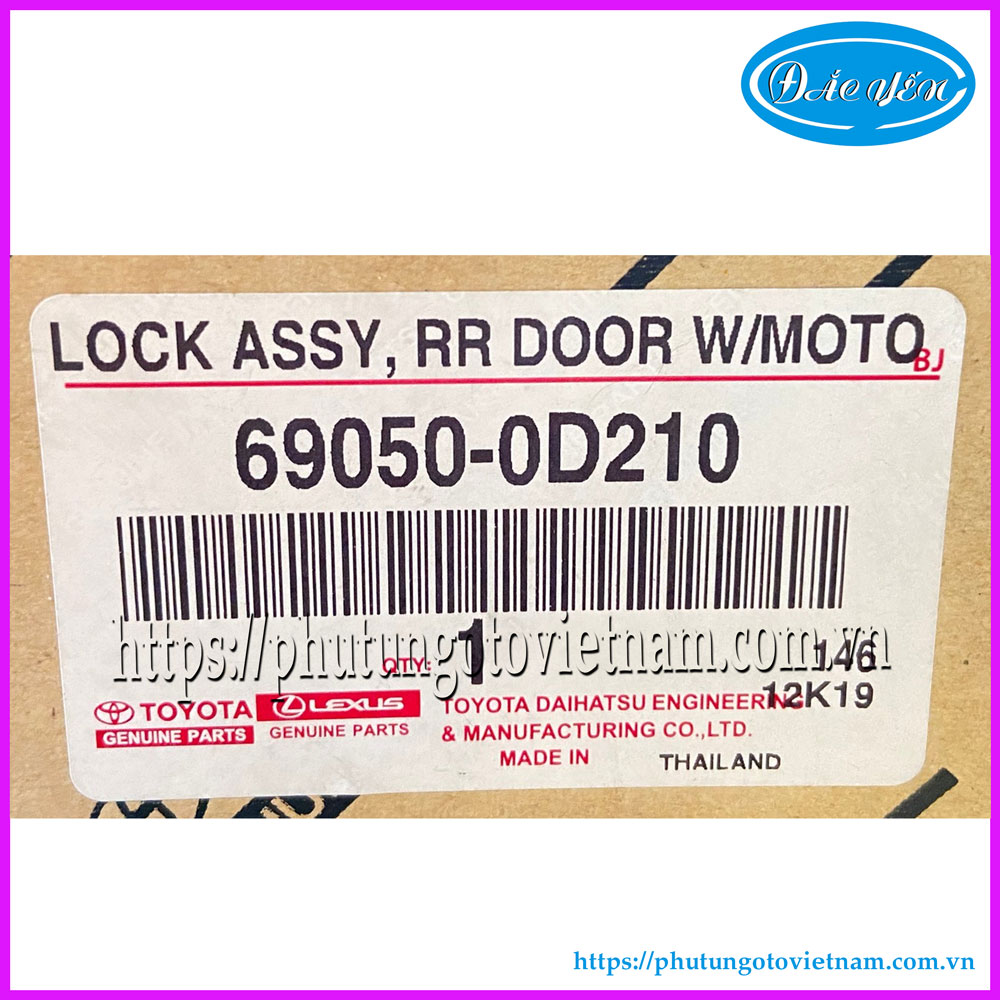 ĐẮC YẾN
LOCK ASSY, RR DOOR W/MOTO
BJ
69050-0D210
https://phutungotovietnam.com.vn
QTY: 1
146
12K19
TOYOTA
GENUINE PARTS
LEXUS
GENUINE PARTS
TOYOTA DAIHATSU ENGINEERING
& MANUFACTURING CO.,LTD.
MADE IN THAILAND
https://phutungotovietnam.com.vn